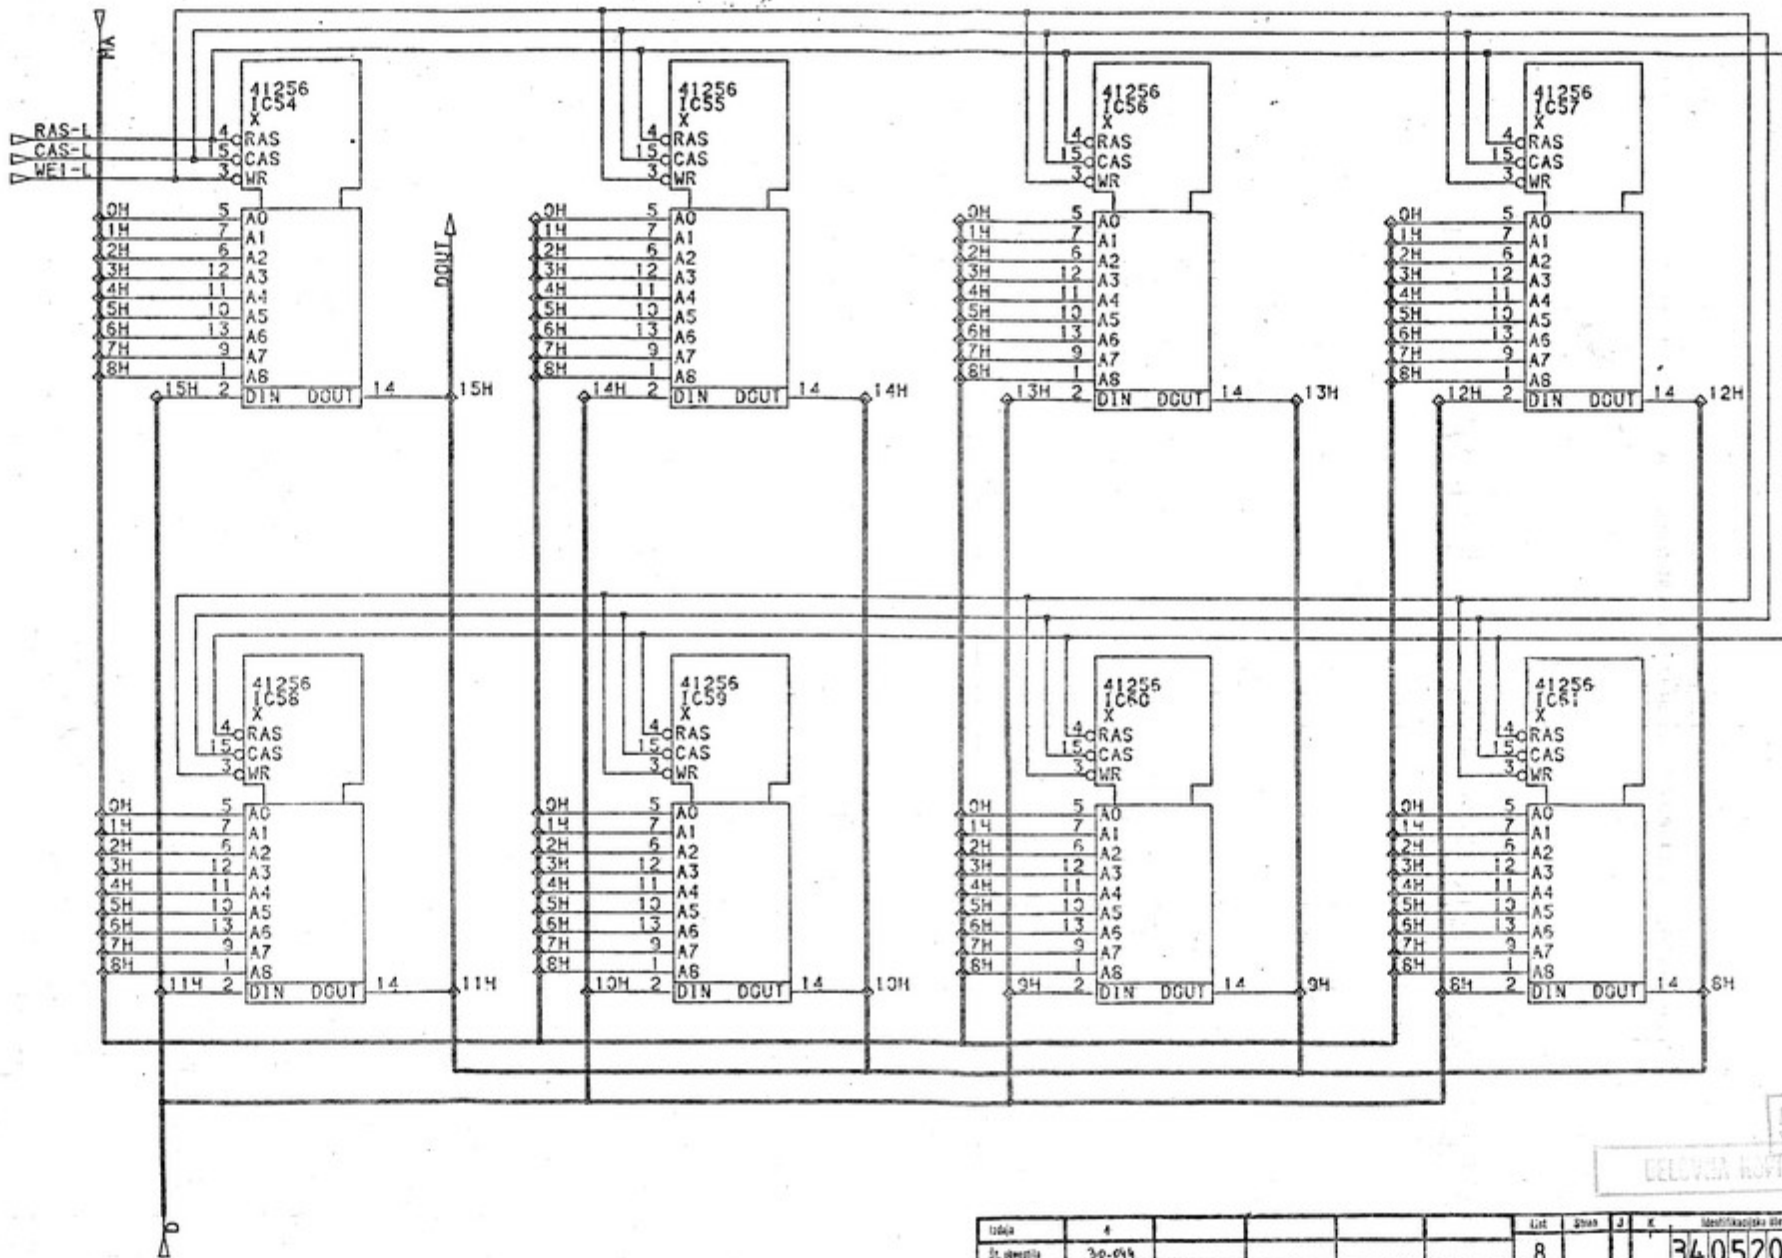 MA
41256
IC54
X
RAS-L 4 RAS
CAS-L 15 CAS
WE1-L 3 WR
0H 5 A0
1H 7 A1
2H 6 A2
3H 12 A3
4H 11 A4
5H 10 A5
6H 13 A6
7H 9 A7
8H 1 A8
15H 2 DIN DOUT 14 15H
DOUT
41256
IC55
X
4 RAS
15 CAS
3 WR
0H 5 A0
1H 7 A1
2H 6 A2
3H 12 A3
4H 11 A4
5H 10 A5
6H 13 A6
7H 9 A7
8H 1 A8
14H 2 DIN DOUT 14 14H
41256
IC56
X
4 RAS
15 CAS
3 WR
0H 5 A0
1H 7 A1
2H 6 A2
3H 12 A3
4H 11 A4
5H 10 A5
6H 13 A6
7H 9 A7
8H 1 A8
13H 2 DIN DOUT 14 13H
41256
IC57
X
4 RAS
15 CAS
3 WR
0H 5 A0
1H 7 A1
2H 6 A2
3H 12 A3
4H 11 A4
5H 10 A5
6H 13 A6
7H 9 A7
8H 1 A8
12H 2 DIN DOUT 14 12H
41256
IC58
X
4 RAS
15 CAS
3 WR
0H 5 A0
1H 7 A1
2H 6 A2
3H 12 A3
4H 11 A4
5H 10 A5
6H 13 A6
7H 9 A7
8H 1 A8
11H 2 DIN DOUT 14 11H
41256
IC59
X
4 RAS
15 CAS
3 WR
0H 5 A0
1H 7 A1
2H 6 A2
3H 12 A3
4H 11 A4
5H 10 A5
6H 13 A6
7H 9 A7
8H 1 A8
10H 2 DIN DOUT 14 10H
41256
IC60
X
4 RAS
15 CAS
3 WR
0H 5 A0
1H 7 A1
2H 6 A2
3H 12 A3
4H 11 A4
5H 10 A5
6H 13 A6
7H 9 A7
8H 1 A8
9H 2 DIN DOUT 14 9H
41256
IC61
X
4 RAS
15 CAS
3 WR
0H 5 A0
1H 7 A1
2H 6 A2
3H 12 A3
4H 11 A4
5H 10 A5
6H 13 A6
7H 9 A7
8H 1 A8
8H 2 DIN DOUT 14 8H
D
DELOVNA
Izdaja 4 List Stran J K Identifikacijska
30-044 8 340520